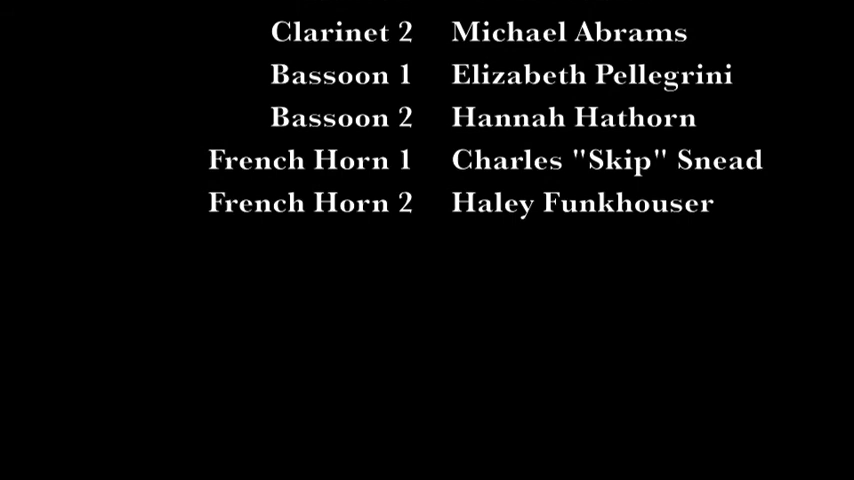 Clarinet 2 Michael Abrams
Bassoon 1 Elizabeth Pellegrini
Bassoon 2 Hannah Hathorn
French Horn 1 Charles "Skip" Snead
French Horn 2 Haley Funkhouser